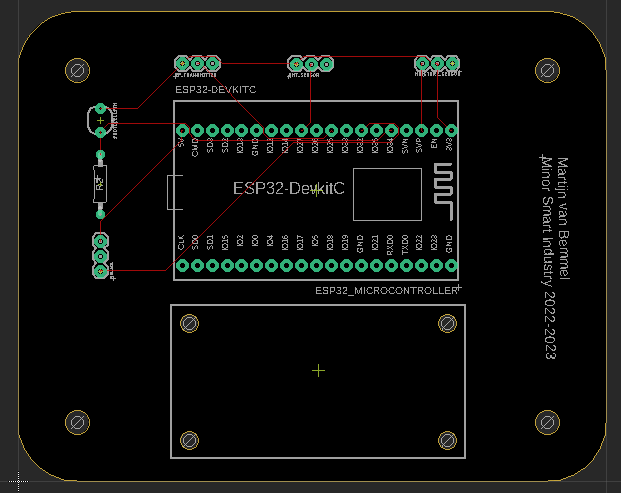 ESP32-DEVKITC
5V
CMD
SD3
SD2
IO13
GND
IO12
IO14
IO27
IO26
IO25
IO33
IO32
IO35
IO34
SVN
SVP
EN
3V3
ESP32-DevkitC
CLK
SD0
SD1
IO15
IO2
IO0
IO4
IO16
IO17
IO5
IO18
IO19
GND
IO21
RXD0
TXD0
IO22
IO23
GND
ESP32_MICROCONTROLLER
Martijn van Bemmel
Minor Smart Industry 2022-2023